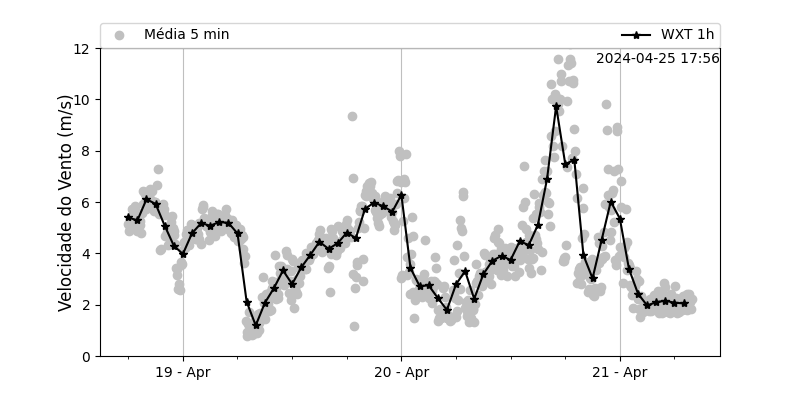 Média 5 min
WXT 1h
2024-04-25 17:56
Velocidade do Vento (m/s)
12
10
8
6
4
2
0
19 - Apr
20 - Apr
21 - Apr